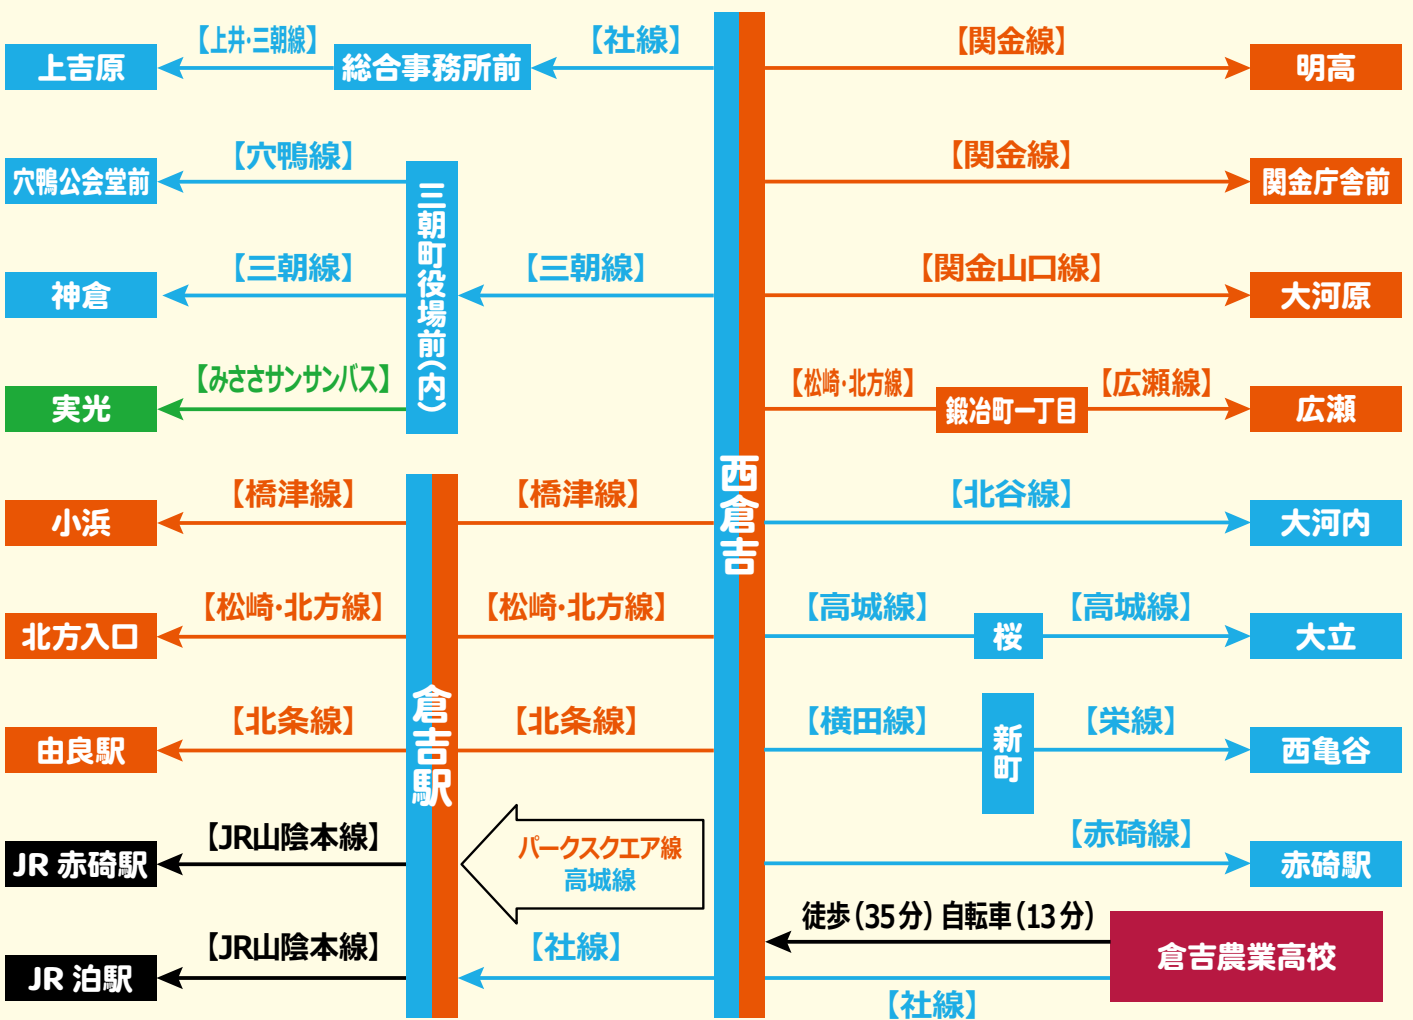 上吉原
【上井・三朝線】
総合事務所前
【社線】
【関金線】
明高
穴鴨公会堂前
【穴鴨線】
【関金線】
関金庁舎前
神倉
【三朝線】
三朝町役場前(内)
【三朝線】
【関金山口線】
大河原
実光
【みささサンサンバス】
【松崎・北方線】
鍛冶町一丁目
【広瀬線】
広瀬
小浜
【橋津線】
【橋津線】
西倉吉
【北谷線】
大河内
北方入口
【松崎・北方線】
【松崎・北方線】
【高城線】
桜
【高城線】
大立
由良駅
【北条線】
倉吉駅
【北条線】
【横田線】
新町
【栄線】
西亀谷
JR 赤碕駅
【JR山陰本線】
パークスクエア線
高城線
【赤碕線】
赤碕駅
JR 泊駅
【JR山陰本線】
【社線】
徒歩(35分)自転車(13分)
倉吉農業高校
【社線】